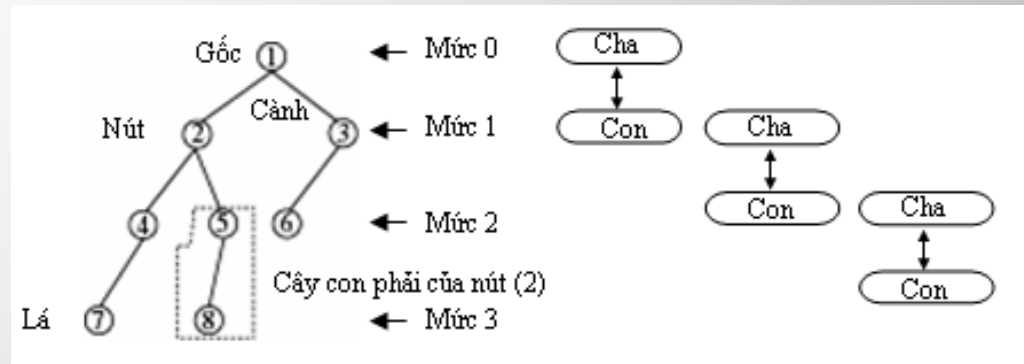 Gốc 1 Mức 0 Cha
Cành
Nút 2 3 Mức 1 Con Cha
4 5 6 Mức 2 Con Cha
Cây con phải của nút (2) Con
Lá 7 8 Mức 3